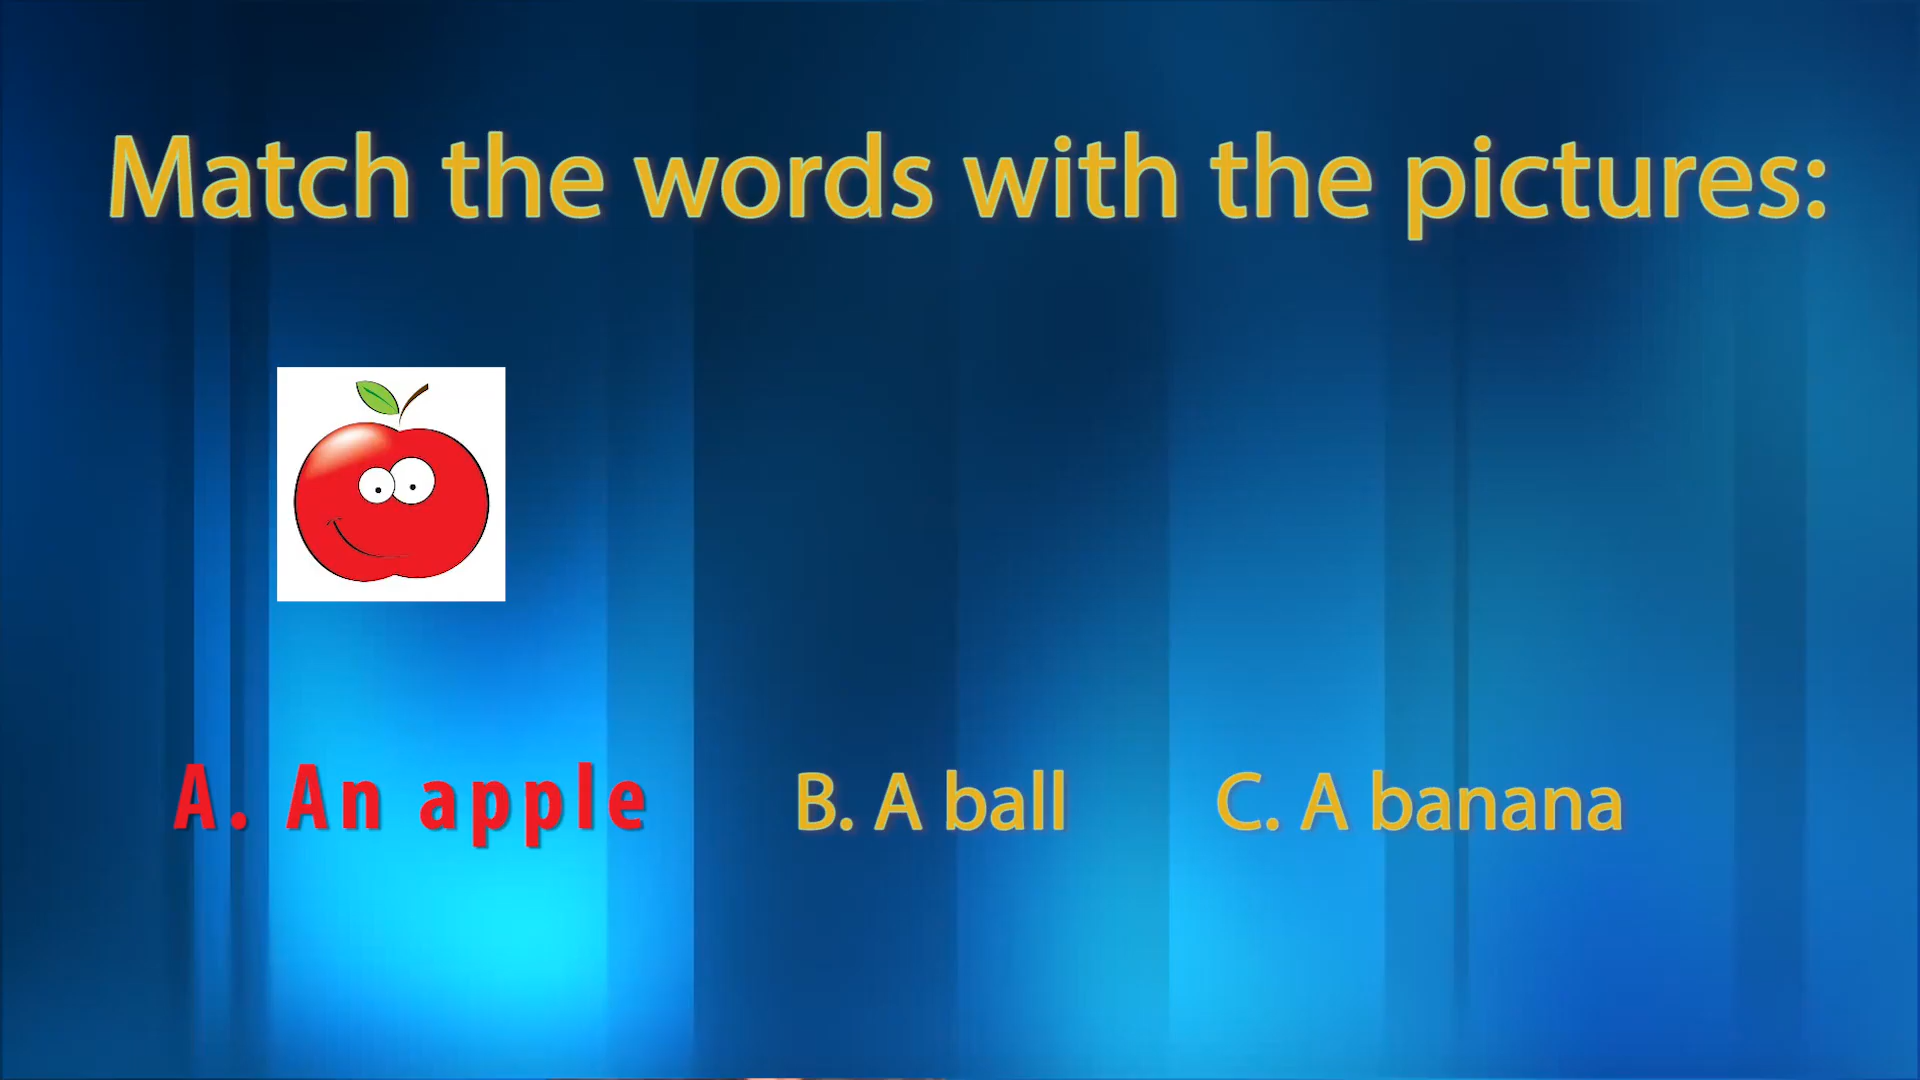 Match the words with the pictures:
A. An apple B. A ball C. A banana